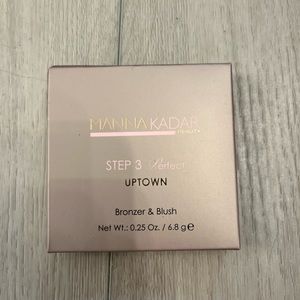 MANNA KADAR
BEAUTY
STEP 3 Perfect
UPTOWN
Bronzer & Blush
Net Wt.: 0.25 Oz. / 6.8 g e